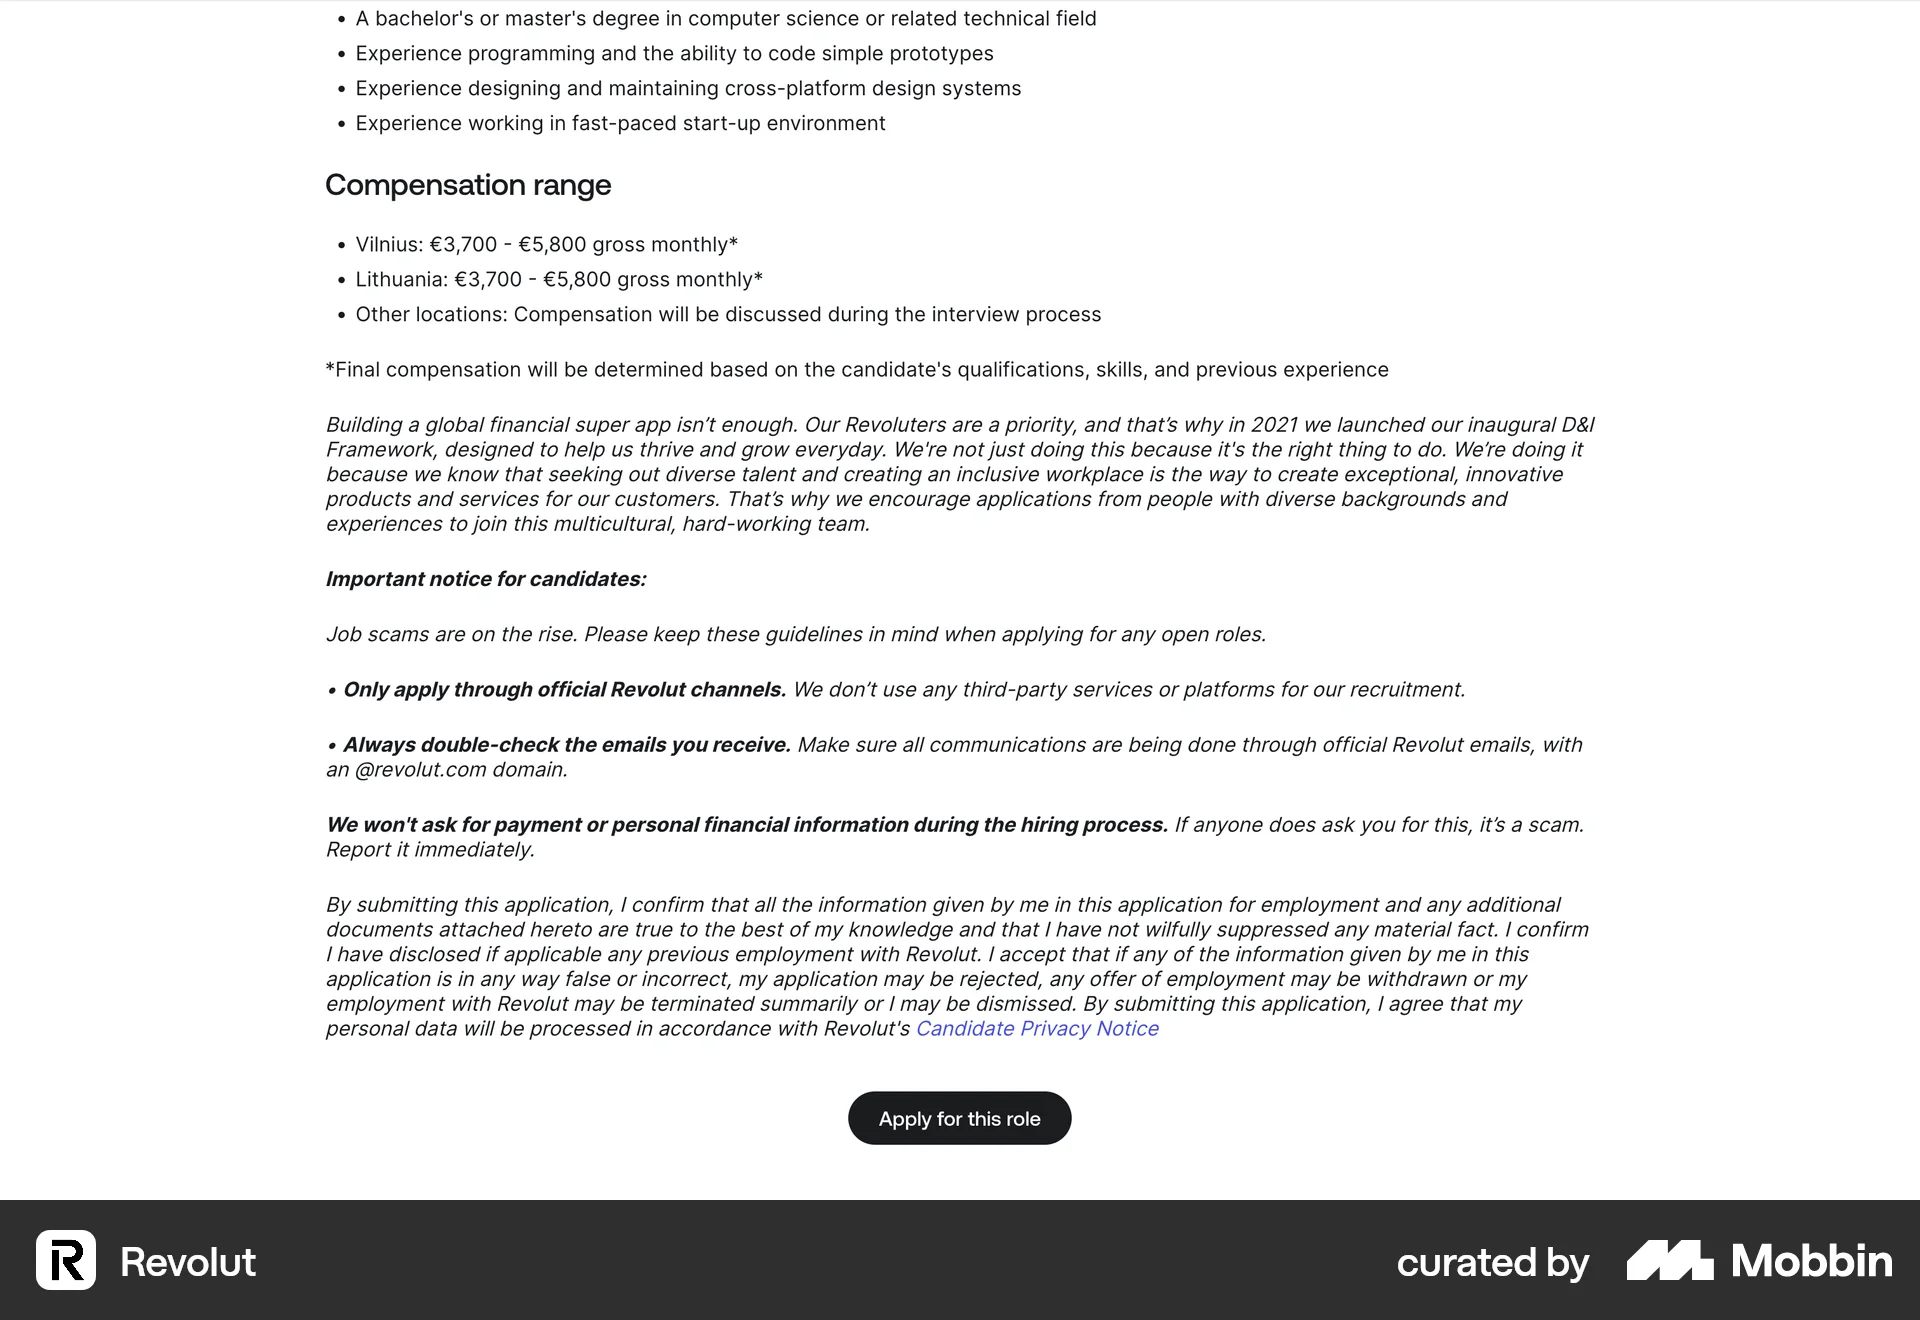 • A bachelor's or master's degree in computer science or related technical field
• Experience programming and the ability to code simple prototypes
• Experience designing and maintaining cross-platform design systems
• Experience working in fast-paced start-up environment
Compensation range
• Vilnius: €3,700 - €5,800 gross monthly*
• Lithuania: €3,700 - €5,800 gross monthly*
• Other locations: Compensation will be discussed during the interview process
*Final compensation will be determined based on the candidate's qualifications, skills, and previous experience
Building a global financial super app isn’t enough. Our Revoluters are a priority, and that’s why in 2021 we launched our inaugural D&I
Framework, designed to help us thrive and grow everyday. We're not just doing this because it's the right thing to do. We’re doing it
because we know that seeking out diverse talent and creating an inclusive workplace is the way to create exceptional, innovative
products and services for our customers. That’s why we encourage applications from people with diverse backgrounds and
experiences to join this multicultural, hard-working team.
Important notice for candidates:
Job scams are on the rise. Please keep these guidelines in mind when applying for any open roles.
• Only apply through official Revolut channels. We don’t use any third-party services or platforms for our recruitment.
• Always double-check the emails you receive. Make sure all communications are being done through official Revolut emails, with
an @revolut.com domain.
We won't ask for payment or personal financial information during the hiring process. If anyone does ask you for this, it’s a scam.
Report it immediately.
By submitting this application, I confirm that all the information given by me in this application for employment and any additional
documents attached hereto are true to the best of my knowledge and that I have not wilfully suppressed any material fact. I confirm
I have disclosed if applicable any previous employment with Revolut. I accept that if any of the information given by me in this
application is in any way false or incorrect, my application may be rejected, any offer of employment may be withdrawn or my
employment with Revolut may be terminated summarily or I may be dismissed. By submitting this application, I agree that my
personal data will be processed in accordance with Revolut's Candidate Privacy Notice
Apply for this role
Revolut
curated by Mobbin